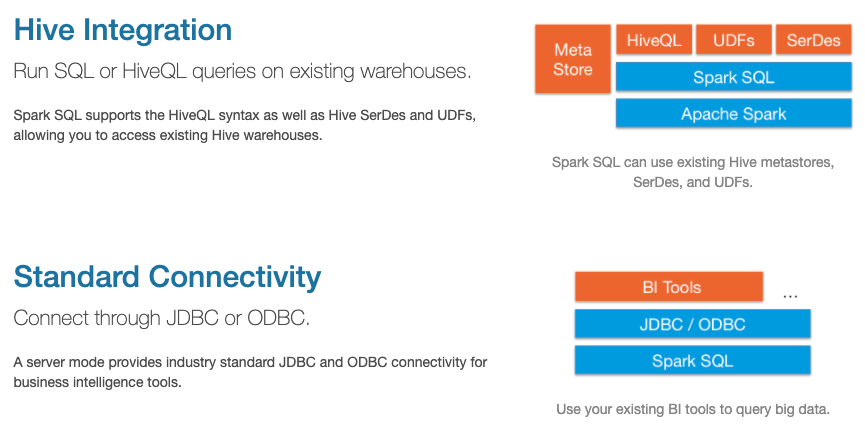 Hive Integration
Run SQL or HiveQL queries on existing warehouses.
Spark SQL supports the HiveQL syntax as well as Hive SerDes and UDFs,
allowing you to access existing Hive warehouses.
Meta
Store
HiveQL
UDFs
SerDes
Spark SQL
Apache Spark
Spark SQL can use existing Hive metastores,
SerDes, and UDFs.
Standard Connectivity
Connect through JDBC or ODBC.
A server mode provides industry standard JDBC and ODBC connectivity for
business intelligence tools.
BI Tools
...
JDBC / ODBC
Spark SQL
Use your existing BI tools to query big data.